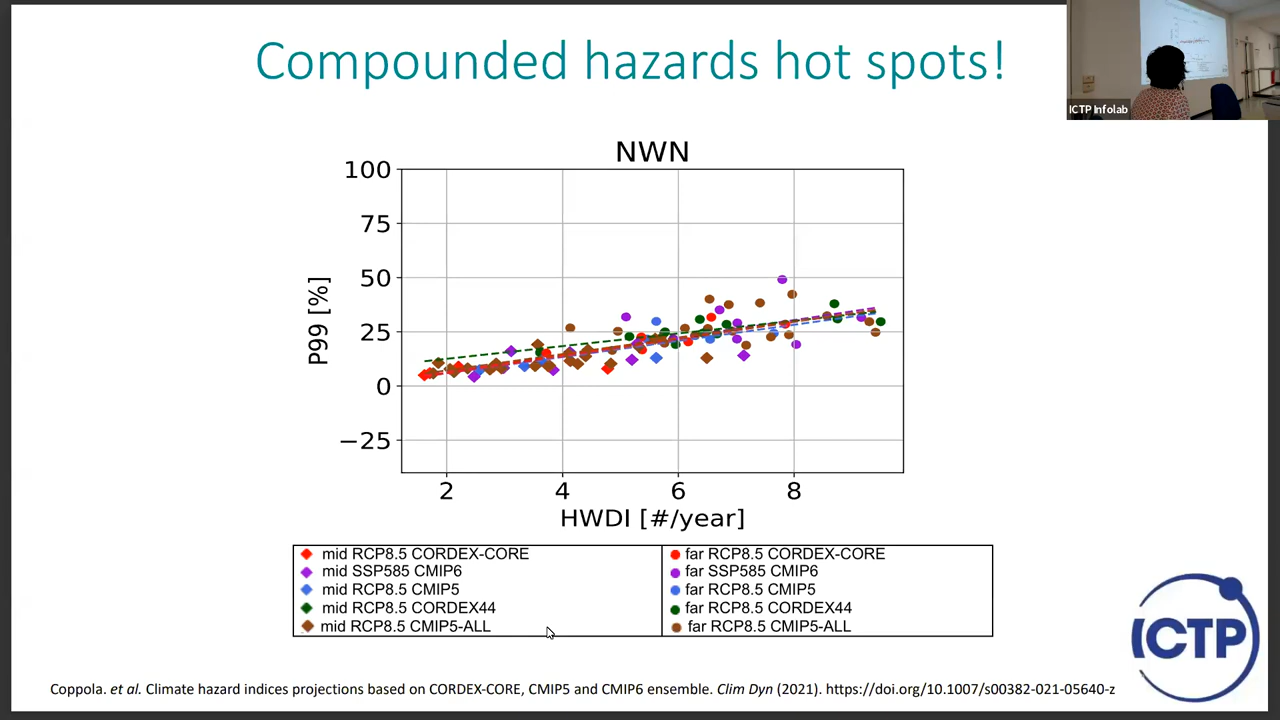 Compounded hazards hot spots!
ICTP Infolab
NWN
100
75
50
25
0
−25
P99 [%]
2 4 6 8
HWDI [#/year]
mid RCP8.5 CORDEX-CORE
mid SSP585 CMIP6
mid RCP8.5 CMIP5
mid RCP8.5 CORDEX44
mid RCP8.5 CMIP5-ALL
far RCP8.5 CORDEX-CORE
far SSP585 CMIP6
far RCP8.5 CMIP5
far RCP8.5 CORDEX44
far RCP8.5 CMIP5-ALL
ICTP
Coppola. et al. Climate hazard indices projections based on CORDEX-CORE, CMIP5 and CMIP6 ensemble. Clim Dyn (2021). https://doi.org/10.1007/s00382-021-05640-z